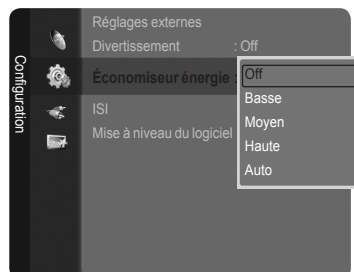 Configuration
Réglages externes
Divertissement : Off
Économiseur énergie :
ISI
Mise à niveau du logiciel
Off
Basse
Moyen
Haute
Auto